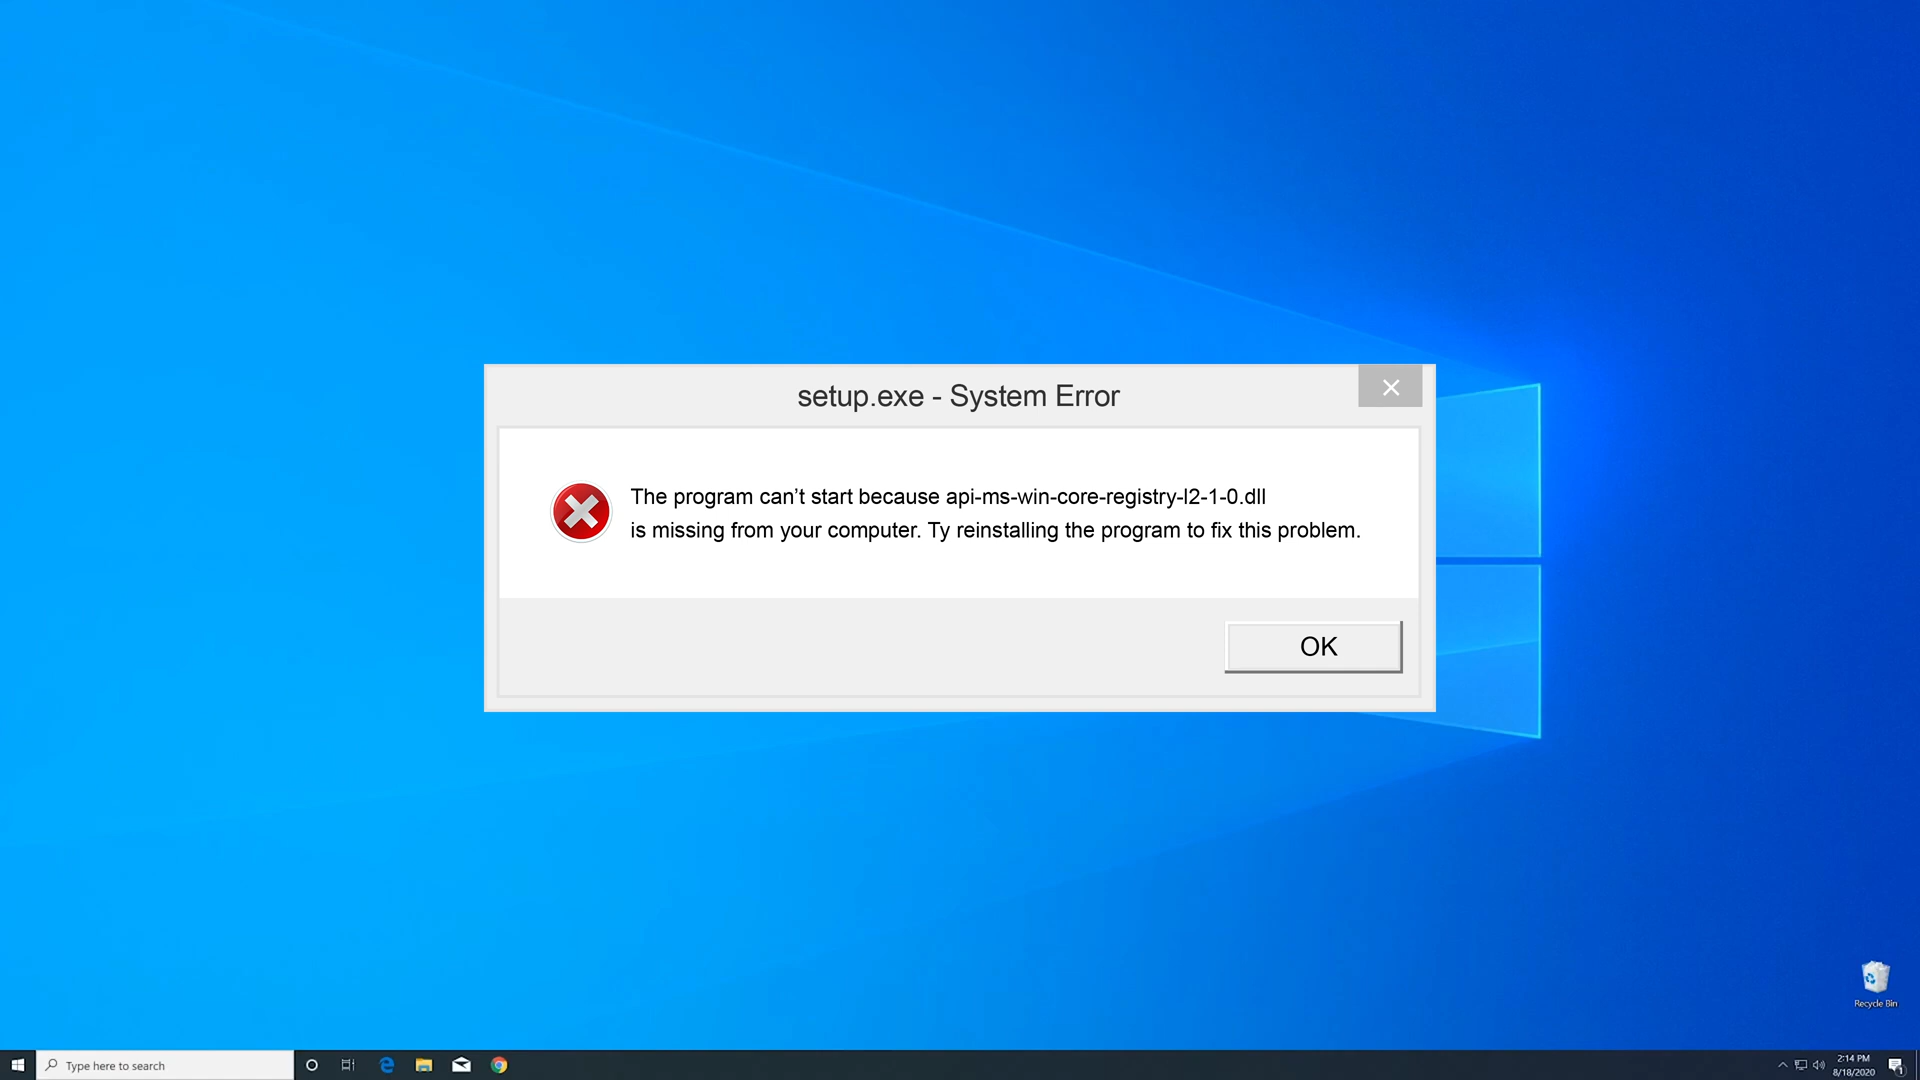 setup.exe - System Error
The program can’t start because api-ms-win-core-registry-l2-1-0.dll
is missing from your computer. Ty reinstalling the program to fix this problem.
OK
Recycle Bin
Type here to search
2:14 PM
8/18/2020
1